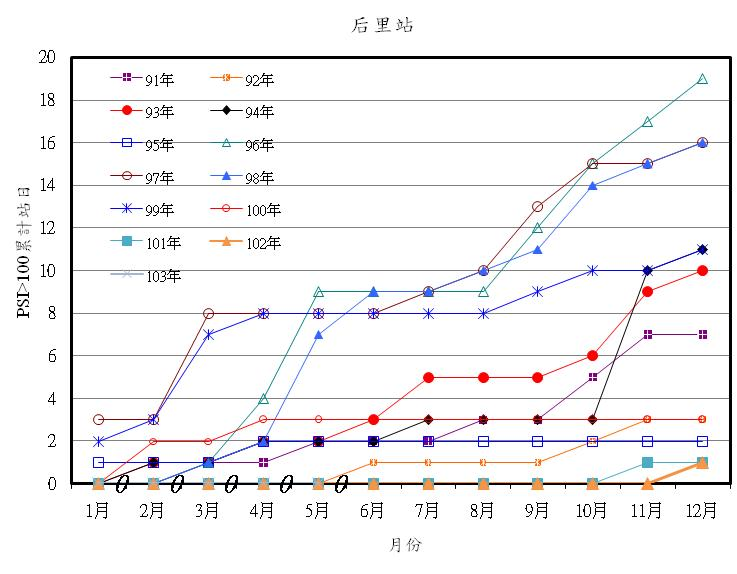 后里站
PSI>100累計站日
20
18
16
14
12
10
8
6
4
2
0
91年 92年
93年 94年
95年 96年
97年 98年
99年 100年
101年 102年
103年
0 0 0 0 0
1月 2月 3月 4月 5月 6月 7月 8月 9月 10月 11月 12月
月份